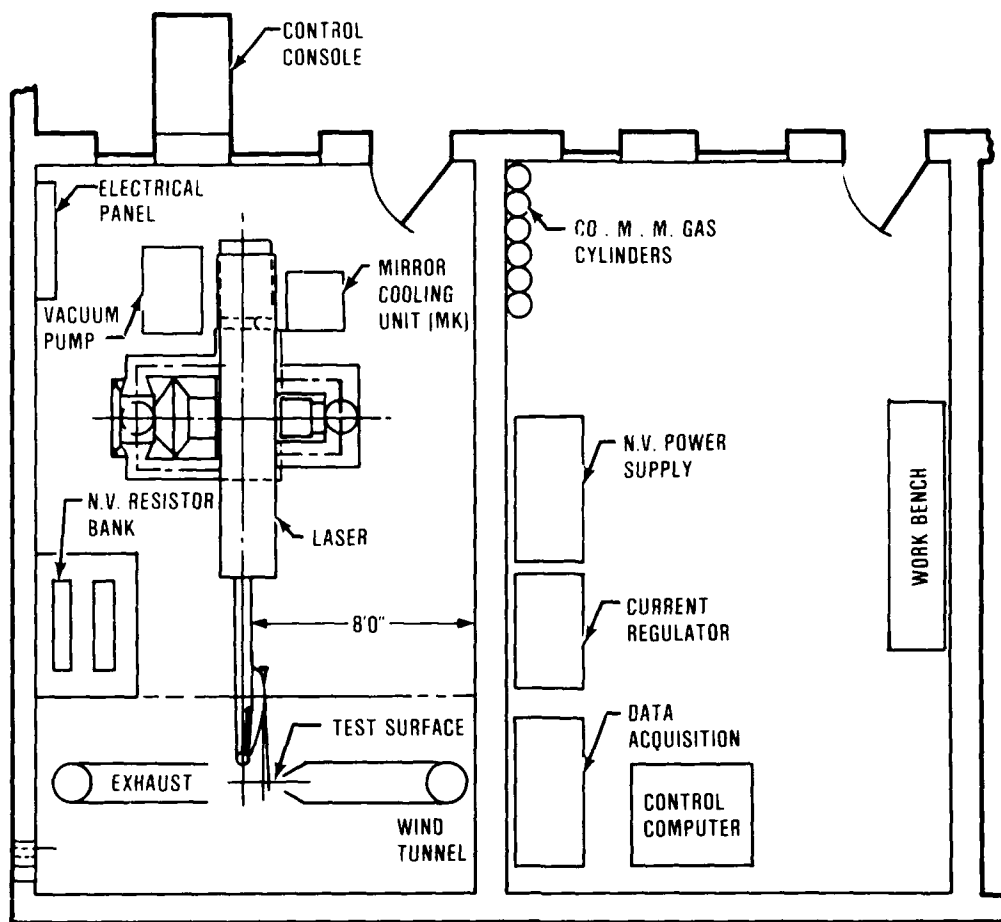 CONTROL
CONSOLE
ELECTRICAL
PANEL
CO . M . M. GAS
CYLINDERS
MIRROR
COOLING
UNIT (MK)
VACUUM
PUMP
N.V. POWER
SUPPLY
WORK BENCH
N.V. RESISTOR
BANK
LASER
CURRENT
REGULATOR
8'0"
DATA
ACQUISITION
TEST SURFACE
EXHAUST
CONTROL
COMPUTER
WIND
TUNNEL